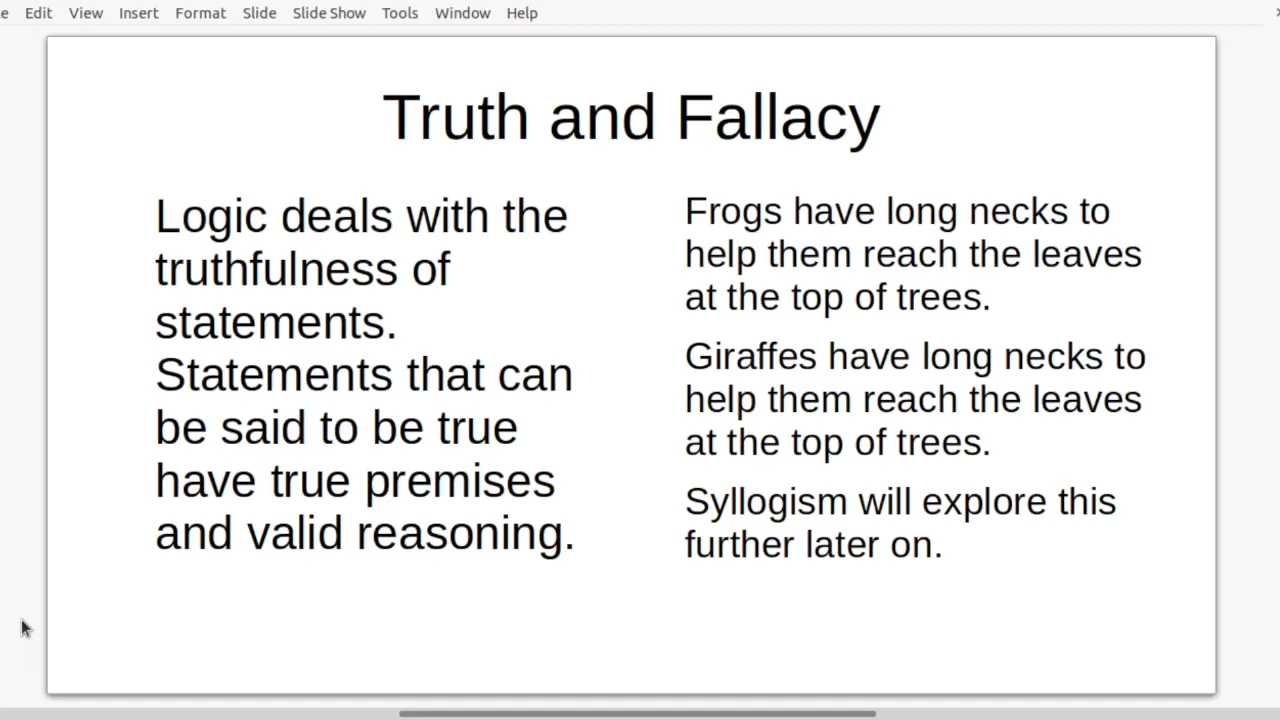 Edit View Insert Format Slide Slide Show Tools Window Help
Truth and Fallacy
Logic deals with the
truthfulness of
statements.
Statements that can
be said to be true
have true premises
and valid reasoning.
Frogs have long necks to
help them reach the leaves
at the top of trees.
Giraffes have long necks to
help them reach the leaves
at the top of trees.
Syllogism will explore this
further later on.